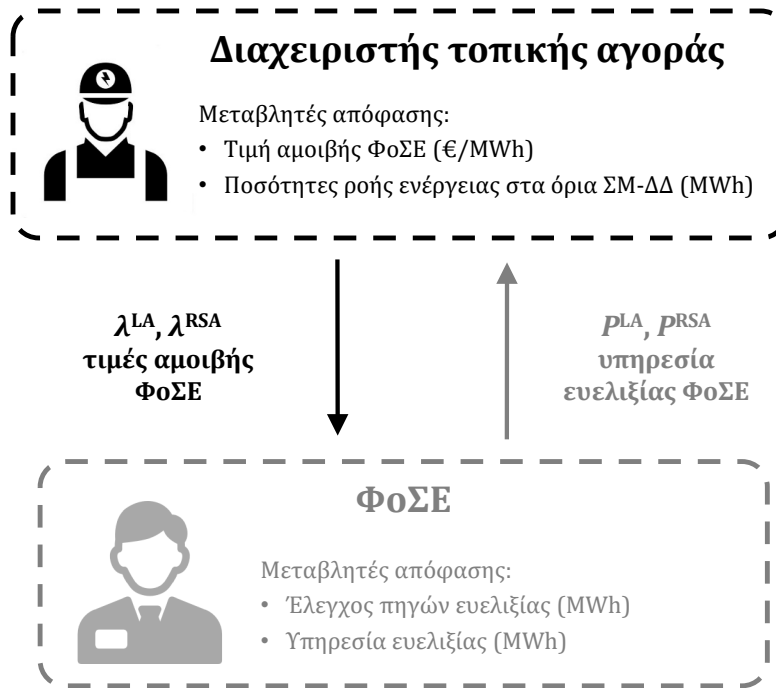 Διαχειριστής τοπικής αγοράς
Μεταβλητές απόφασης:
• Τιμή αμοιβής ΦοΣΕ (€/MWh)
• Ποσότητες ροής ενέργειας στα όρια ΣΜ-ΔΔ (MWh)
λLA, λRSA
τιμές αμοιβής
ΦοΣΕ
PLA, PRSA
υπηρεσία
ευελιξίας ΦοΣΕ
ΦοΣΕ
Μεταβλητές απόφασης:
• Έλεγχος πηγών ευελιξίας (MWh)
• Υπηρεσία ευελιξίας (MWh)